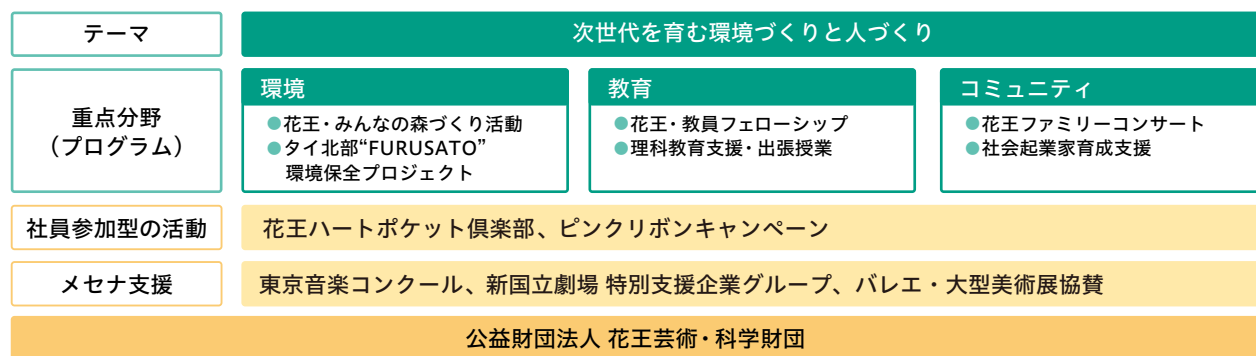 テーマ
次世代を育む環境づくりと人づくり
重点分野
（プログラム）
環境
●花王・みんなの森づくり活動
●タイ北部“FURUSATO”
環境保全プロジェクト
教育
●花王・教員フェローシップ
●理科教育支援・出張授業
コミュニティ
●花王ファミリーコンサート
●社会起業家育成支援
社員参加型の活動
花王ハートポケット倶楽部、ピンクリボンキャンペーン
メセナ支援
東京音楽コンクール、新国立劇場 特別支援企業グループ、バレエ・大型美術展協賛
公益財団法人 花王芸術・科学財団